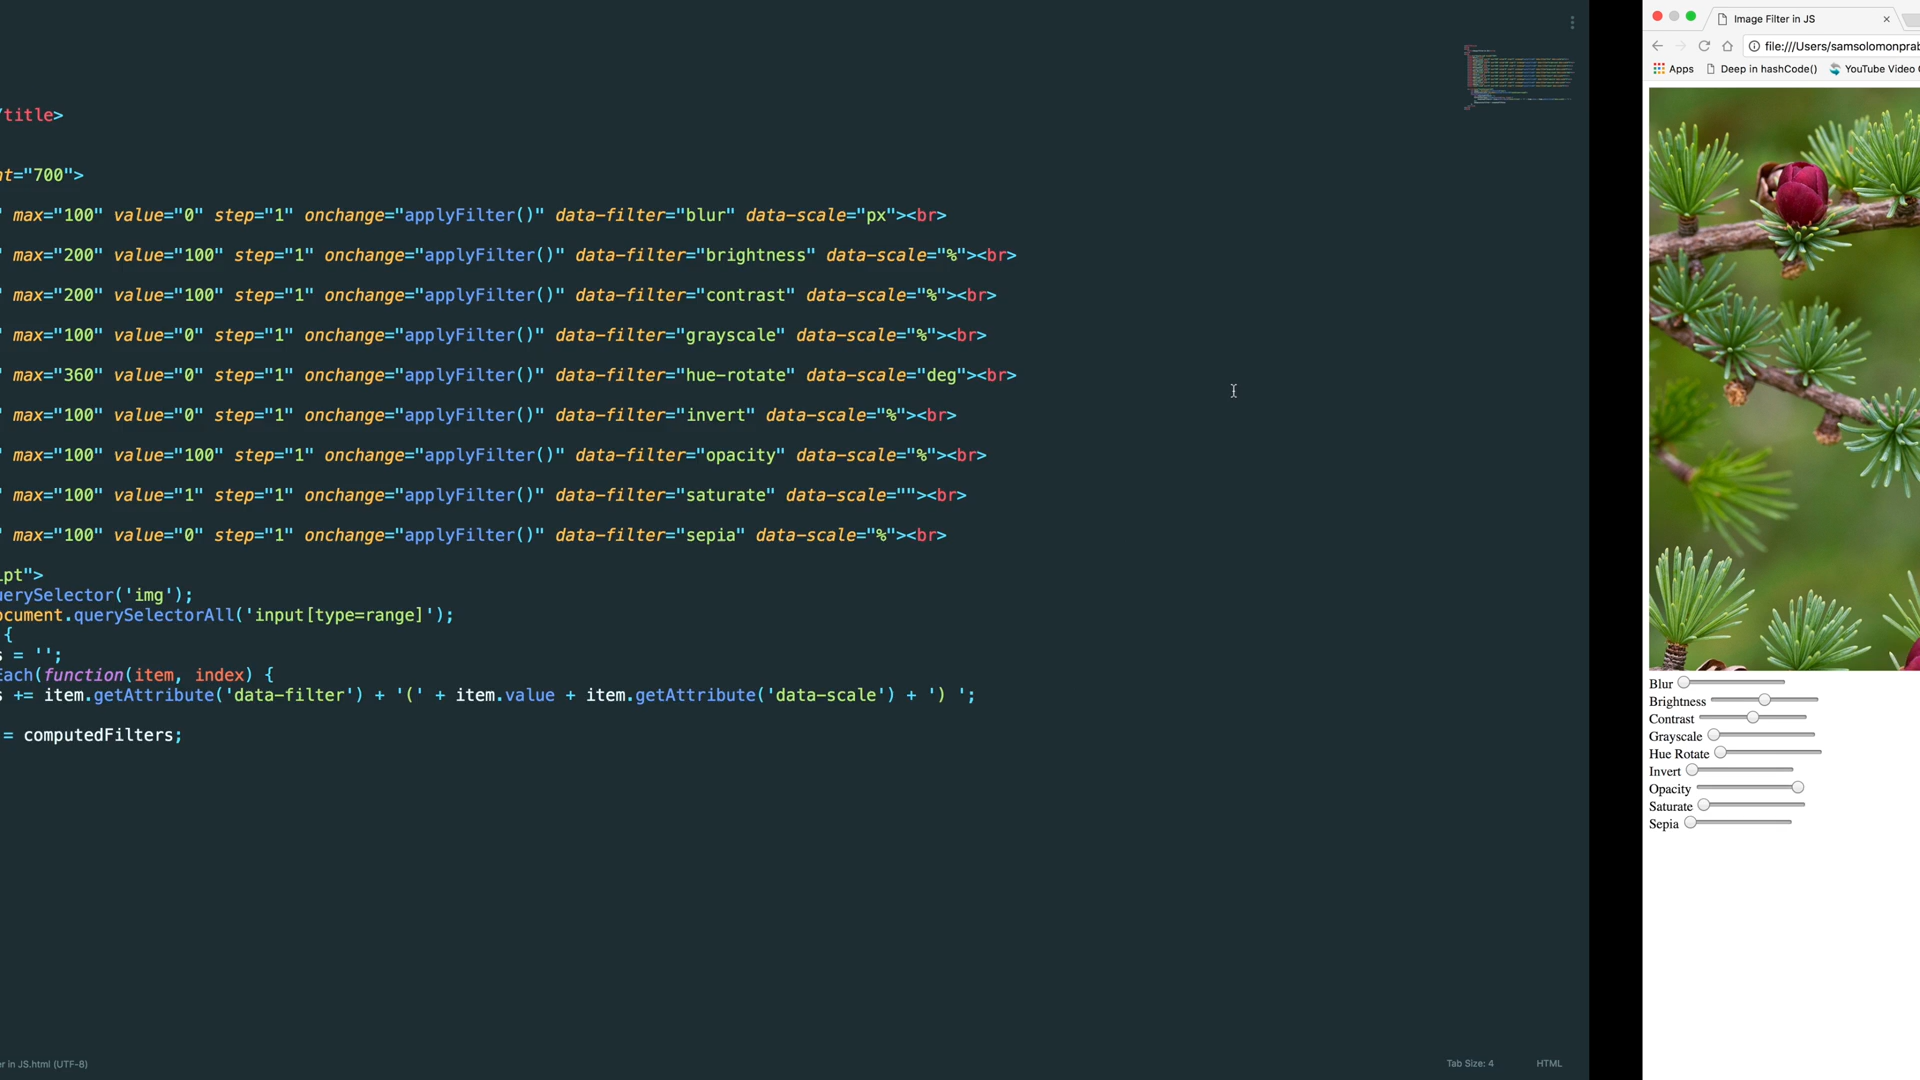 /title>
ht="700">
" max="100" value="0" step="1" onchange="applyFilter()" data-filter="blur" data-scale="px"><br>
" max="200" value="100" step="1" onchange="applyFilter()" data-filter="brightness" data-scale="%"><br>
" max="200" value="100" step="1" onchange="applyFilter()" data-filter="contrast" data-scale="%"><br>
" max="100" value="0" step="1" onchange="applyFilter()" data-filter="grayscale" data-scale="%"><br>
" max="360" value="0" step="1" onchange="applyFilter()" data-filter="hue-rotate" data-scale="deg"><br>
" max="100" value="0" step="1" onchange="applyFilter()" data-filter="invert" data-scale="%"><br>
" max="100" value="100" step="1" onchange="applyFilter()" data-filter="opacity" data-scale="%"><br>
" max="100" value="1" step="1" onchange="applyFilter()" data-filter="saturate" data-scale=""><br>
" max="100" value="0" step="1" onchange="applyFilter()" data-filter="sepia" data-scale="%"><br>
ipt">
uerySelector('img');
ocument.querySelectorAll('input[type=range]');
{
s = '';
Each(function(item, index) {
s += item.getAttribute('data-filter') + '(' + item.value + item.getAttribute('data-scale') + ') ';
= computedFilters;
er in JS.html (UTF-8)
Tab Size: 4
HTML
Image Filter in JS
file:///Users/samsolomonprab
Apps
Deep in hashCode()
YouTube Video
Blur
Brightness
Contrast
Grayscale
Hue Rotate
Invert
Opacity
Saturate
Sepia